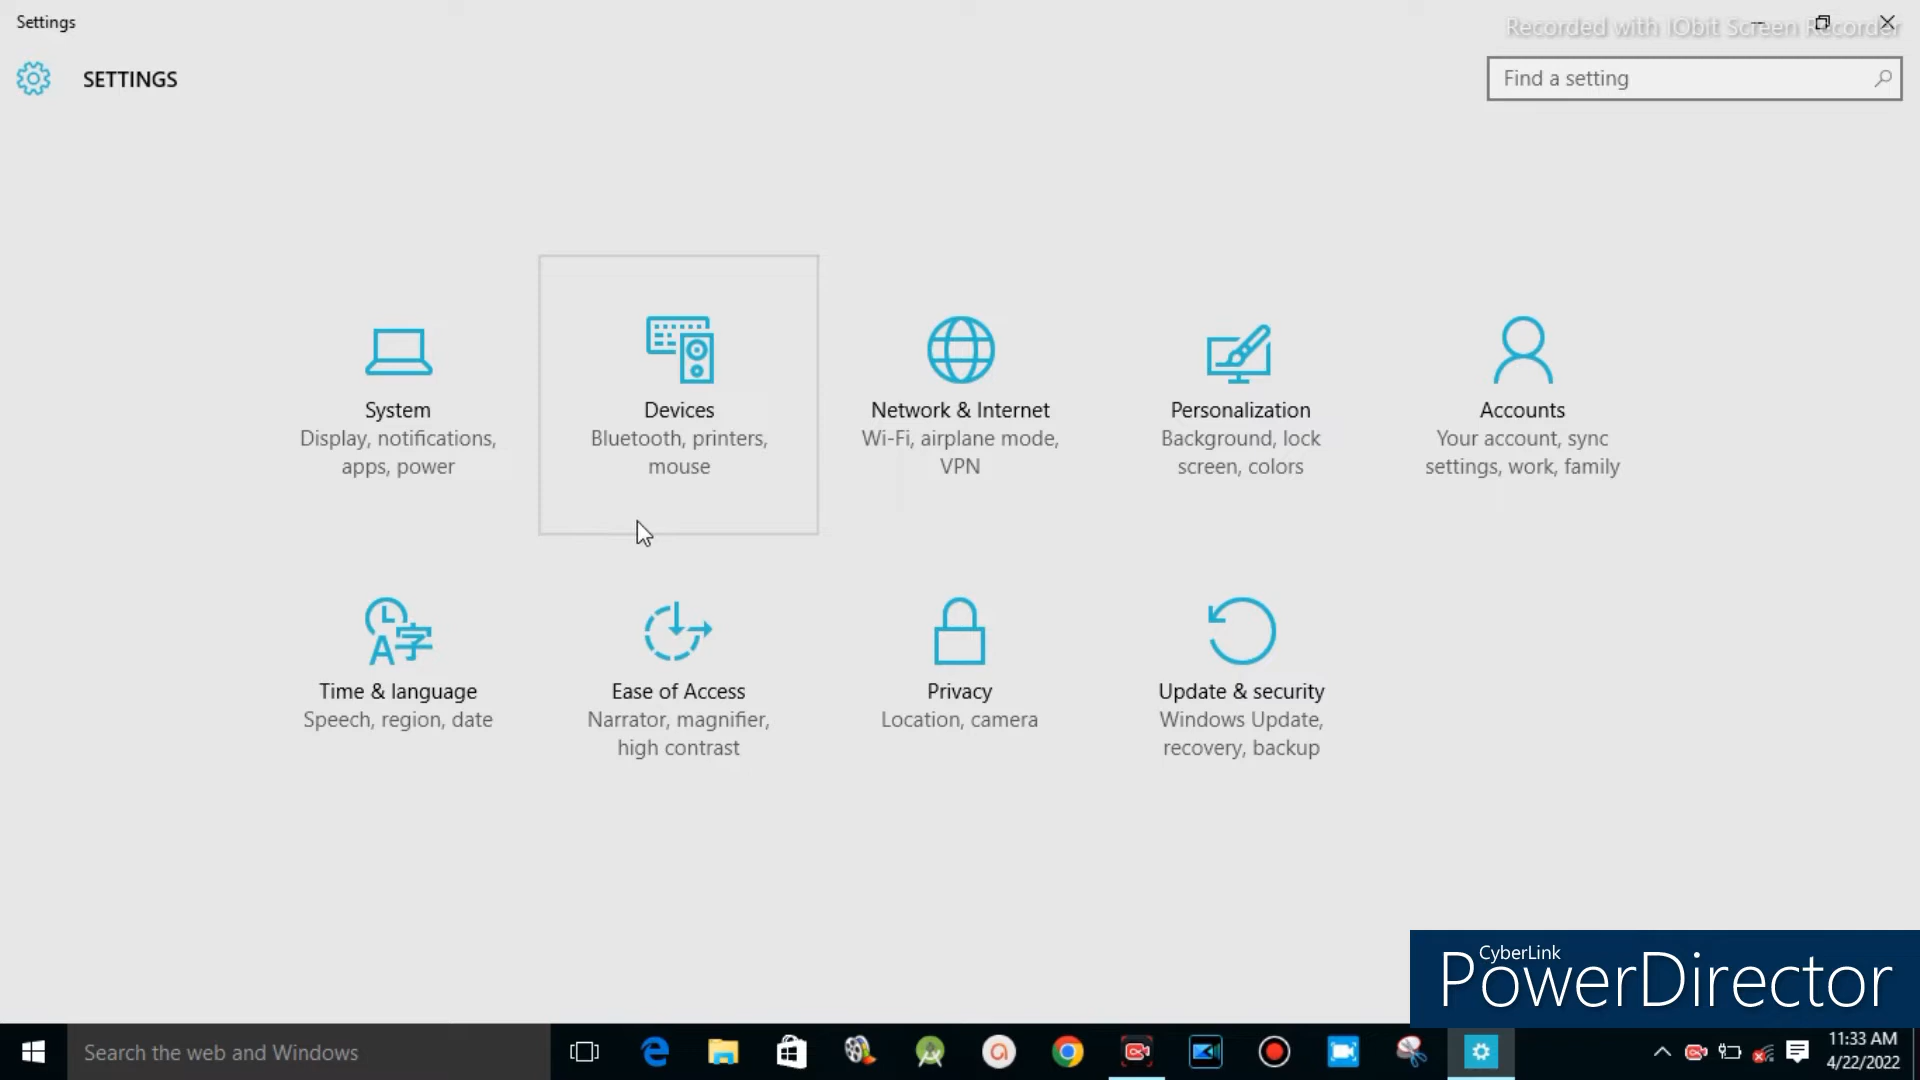 Settings
Recorded with IObit Screen Recorder
SETTINGS
Find a setting
System
Display, notifications,
apps, power
Devices
Bluetooth, printers,
mouse
Network & Internet
Wi-Fi, airplane mode,
VPN
Personalization
Background, lock
screen, colors
Accounts
Your account, sync
settings, work, family
Time & language
Speech, region, date
Ease of Access
Narrator, magnifier,
high contrast
Privacy
Location, camera
Update & security
Windows Update,
recovery, backup
CyberLink
PowerDirector
Search the web and Windows
11:33 AM
4/22/2022